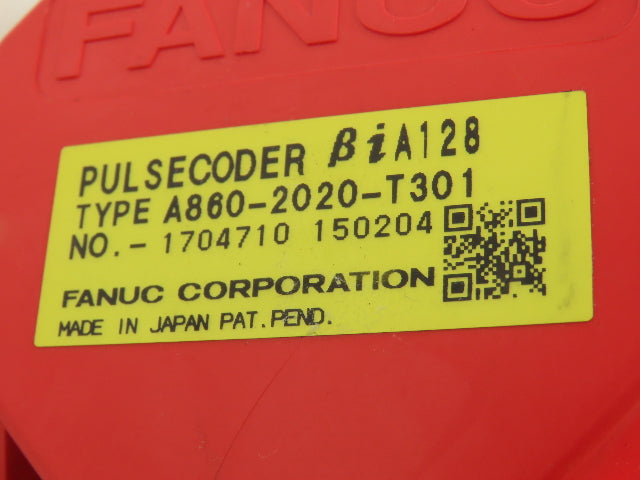 FANUC
PULSECODER βiA128
TYPE A860-2020-T301
NO.- 1704710 150204
FANUC CORPORATION
MADE IN JAPAN PAT.PEND.